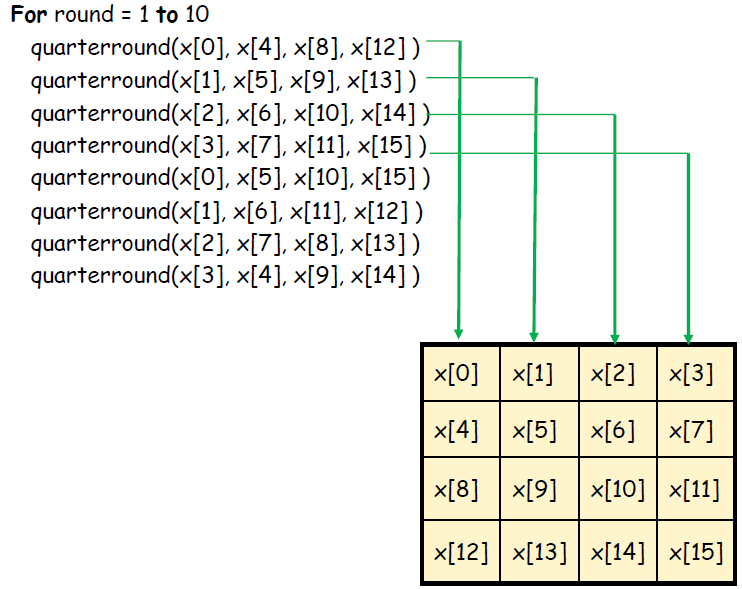 For round = 1 to 10
quarterround(x[0], x[4], x[8], x[12] )
quarterround(x[1], x[5], x[9], x[13] )
quarterround(x[2], x[6], x[10], x[14] )
quarterround(x[3], x[7], x[11], x[15] )
quarterround(x[0], x[5], x[10], x[15] )
quarterround(x[1], x[6], x[11], x[12] )
quarterround(x[2], x[7], x[8], x[13] )
quarterround(x[3], x[4], x[9], x[14] )
x[0] x[1] x[2] x[3]
x[4] x[5] x[6] x[7]
x[8] x[9] x[10] x[11]
x[12] x[13] x[14] x[15]